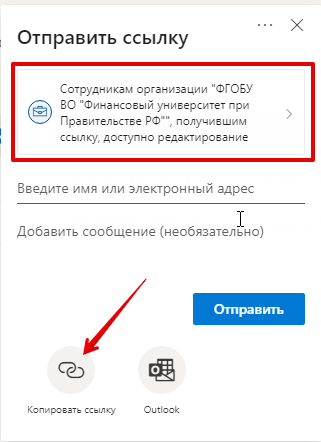 Отправить ссылку
Сотрудникам организации "ФГОБУ
ВО "Финансовый университет при
Правительстве РФ"", получившим
ссылку, доступно редактирование
Введите имя или электронный адрес
Добавить сообщение (необязательно)
Отправить
Копировать ссылку
Outlook